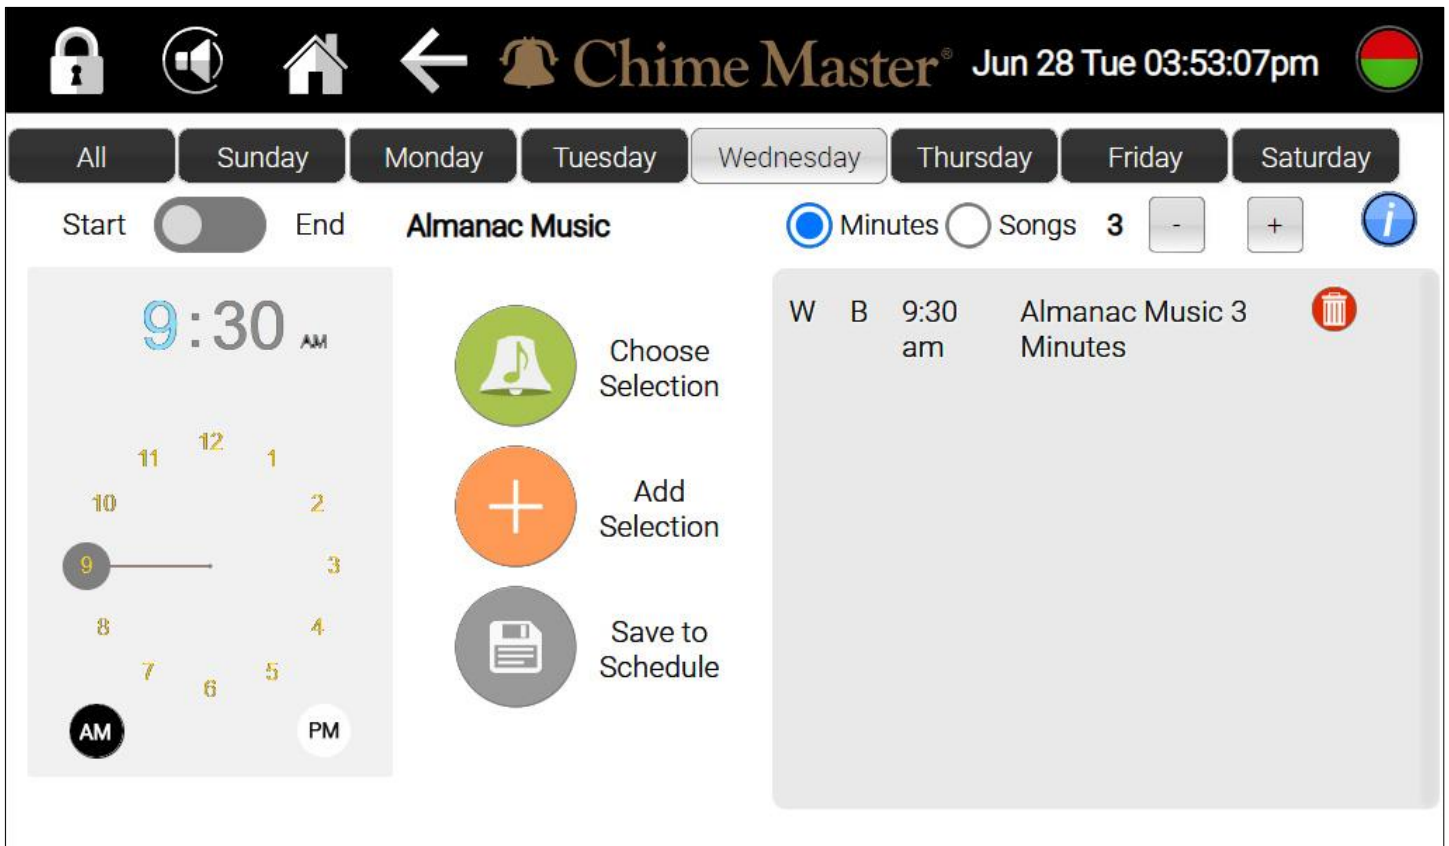 Chime Master® Jun 28 Tue 03:53:07pm
All Sunday Monday Tuesday Wednesday Thursday Friday Saturday
Start End Almanac Music Minutes Songs 3 - + i
9:30 AM
12
11 1
10 2
9 3
8 4
7 5
6
AM PM
Choose
Selection
Add
Selection
Save to
Schedule
W B 9:30 Almanac Music 3
am Minutes